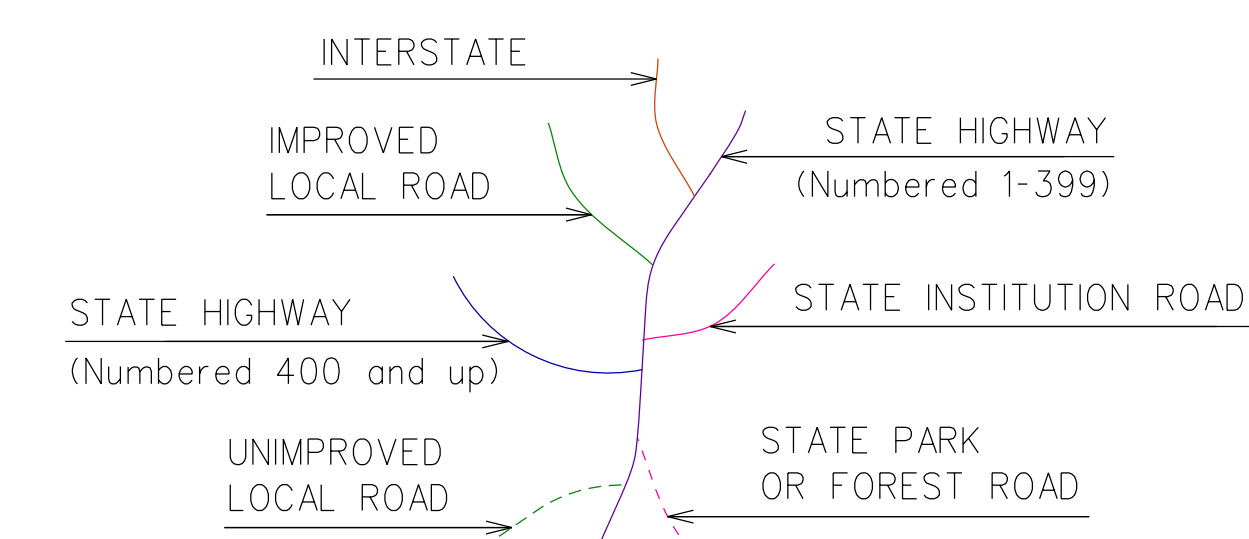 INTERSTATE
STATE HIGHWAY
(Numbered 1-399)
IMPROVED
LOCAL ROAD
STATE INSTITUTION ROAD
STATE HIGHWAY
(Numbered 400 and up)
STATE PARK
OR FOREST ROAD
UNIMPROVED
LOCAL ROAD